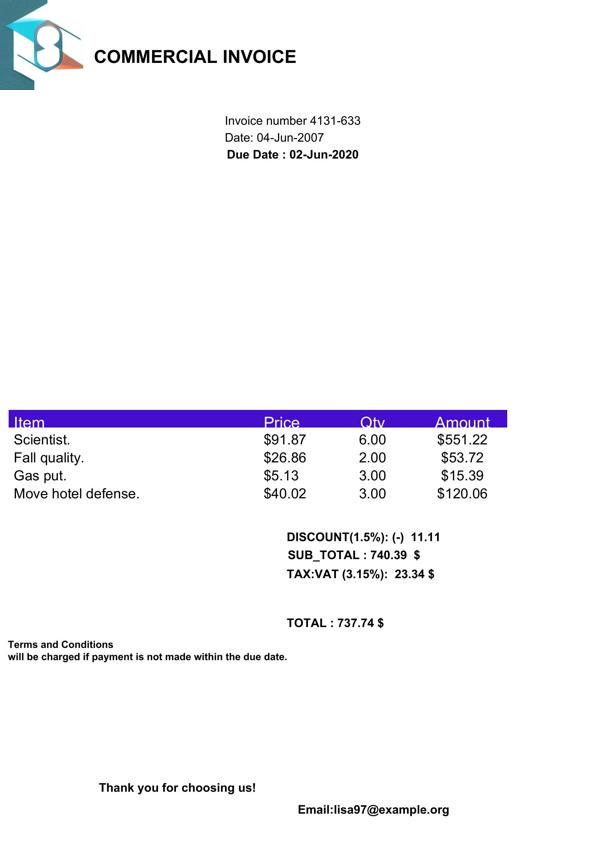 COMMERCIAL INVOICE
Invoice number 4131-633
Date: 04-Jun-2007
Due Date : 02-Jun-2020
Item Price Qty Amount
Scientist. $91.87 6.00 $551.22
Fall quality. $26.86 2.00 $53.72
Gas put. $5.13 3.00 $15.39
Move hotel defense. $40.02 3.00 $120.06
DISCOUNT(1.5%): (-) 11.11
SUB_TOTAL : 740.39 $
TAX:VAT (3.15%): 23.34 $
TOTAL : 737.74 $
Terms and Conditions
will be charged if payment is not made within the due date.
Thank you for choosing us!
Email:lisa97@example.org